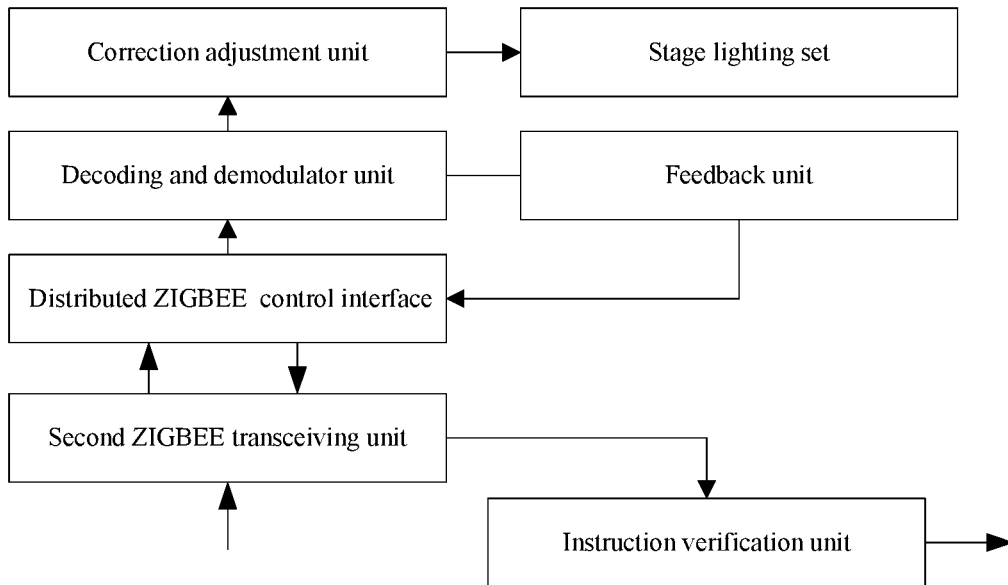 Correction adjustment unit
Stage lighting set
Decoding and demodulator unit
Feedback unit
Distributed ZIGBEE control interface
Second ZIGBEE transceiving unit
Instruction verification unit